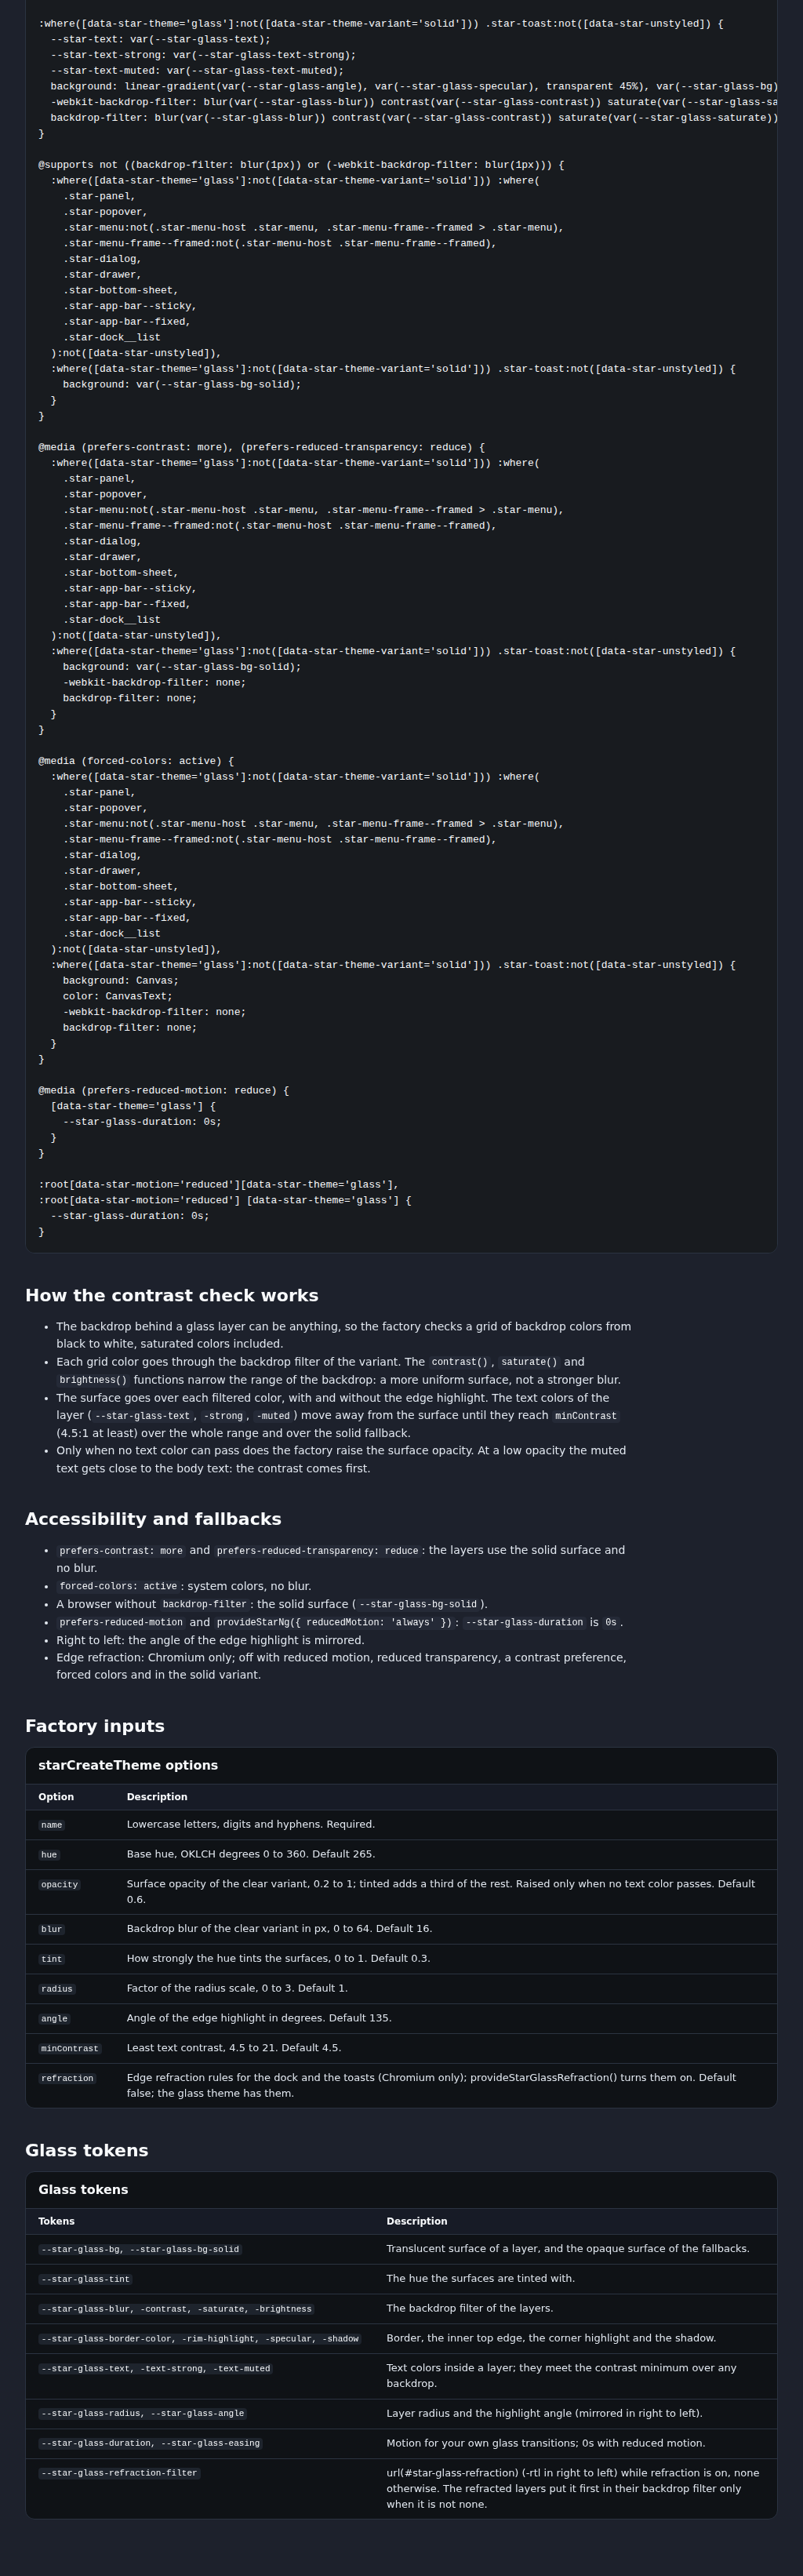 :where([data-star-theme='glass']:not([data-star-theme-variant='solid'])) .star-toast:not([data-star-unstyled]) {
  --star-text: var(--star-glass-text);
  --star-text-strong: var(--star-glass-text-strong);
  --star-text-muted: var(--star-glass-text-muted);
  background: linear-gradient(var(--star-glass-angle), var(--star-glass-specular), transparent 45%), var(--star-glass-bg)
  -webkit-backdrop-filter: blur(var(--star-glass-blur)) contrast(var(--star-glass-contrast)) saturate(var(--star-glass-sa
  backdrop-filter: blur(var(--star-glass-blur)) contrast(var(--star-glass-contrast)) saturate(var(--star-glass-saturate))
}
@supports not ((backdrop-filter: blur(1px)) or (-webkit-backdrop-filter: blur(1px))) {
  :where([data-star-theme='glass']:not([data-star-theme-variant='solid'])) :where(
    .star-panel,
    .star-popover,
    .star-menu:not(.star-menu-host .star-menu, .star-menu-frame--framed > .star-menu),
    .star-menu-frame--framed:not(.star-menu-host .star-menu-frame--framed),
    .star-dialog,
    .star-drawer,
    .star-bottom-sheet,
    .star-app-bar--sticky,
    .star-app-bar--fixed,
    .star-dock__list
  ):not([data-star-unstyled]),
  :where([data-star-theme='glass']:not([data-star-theme-variant='solid'])) .star-toast:not([data-star-unstyled]) {
    background: var(--star-glass-bg-solid);
  }
}
@media (prefers-contrast: more), (prefers-reduced-transparency: reduce) {
  :where([data-star-theme='glass']:not([data-star-theme-variant='solid'])) :where(
    .star-panel,
    .star-popover,
    .star-menu:not(.star-menu-host .star-menu, .star-menu-frame--framed > .star-menu),
    .star-menu-frame--framed:not(.star-menu-host .star-menu-frame--framed),
    .star-dialog,
    .star-drawer,
    .star-bottom-sheet,
    .star-app-bar--sticky,
    .star-app-bar--fixed,
    .star-dock__list
  ):not([data-star-unstyled]),
  :where([data-star-theme='glass']:not([data-star-theme-variant='solid'])) .star-toast:not([data-star-unstyled]) {
    background: var(--star-glass-bg-solid);
    -webkit-backdrop-filter: none;
    backdrop-filter: none;
  }
}
@media (forced-colors: active) {
  :where([data-star-theme='glass']:not([data-star-theme-variant='solid'])) :where(
    .star-panel,
    .star-popover,
    .star-menu:not(.star-menu-host .star-menu, .star-menu-frame--framed > .star-menu),
    .star-menu-frame--framed:not(.star-menu-host .star-menu-frame--framed),
    .star-dialog,
    .star-drawer,
    .star-bottom-sheet,
    .star-app-bar--sticky,
    .star-app-bar--fixed,
    .star-dock__list
  ):not([data-star-unstyled]),
  :where([data-star-theme='glass']:not([data-star-theme-variant='solid'])) .star-toast:not([data-star-unstyled]) {
    background: Canvas;
    color: CanvasText;
    -webkit-backdrop-filter: none;
    backdrop-filter: none;
  }
}
@media (prefers-reduced-motion: reduce) {
  [data-star-theme='glass'] {
    --star-glass-duration: 0s;
  }
}
:root[data-star-motion='reduced'][data-star-theme='glass'],
:root[data-star-motion='reduced'] [data-star-theme='glass'] {
  --star-glass-duration: 0s;
}
How the contrast check works
• The backdrop behind a glass layer can be anything, so the factory checks a grid of backdrop colors from
black to white, saturated colors included.
• Each grid color goes through the backdrop filter of the variant. The contrast(), saturate() and
brightness() functions narrow the range of the backdrop: a more uniform surface, not a stronger blur.
• The surface goes over each filtered color, with and without the edge highlight. The text colors of the
layer (--star-glass-text, -strong, -muted) move away from the surface until they reach minContrast
(4.5:1 at least) over the whole range and over the solid fallback.
• Only when no text color can pass does the factory raise the surface opacity. At a low opacity the muted
text gets close to the body text: the contrast comes first.
Accessibility and fallbacks
• prefers-contrast: more and prefers-reduced-transparency: reduce: the layers use the solid surface and
no blur.
• forced-colors: active: system colors, no blur.
• A browser without backdrop-filter: the solid surface (--star-glass-bg-solid).
• prefers-reduced-motion and provideStarNg({ reducedMotion: 'always' }): --star-glass-duration is 0s.
• Right to left: the angle of the edge highlight is mirrored.
• Edge refraction: Chromium only; off with reduced motion, reduced transparency, a contrast preference,
forced colors and in the solid variant.
Factory inputs
starCreateTheme options
Option Description
name Lowercase letters, digits and hyphens. Required.
hue Base hue, OKLCH degrees 0 to 360. Default 265.
opacity Surface opacity of the clear variant, 0.2 to 1; tinted adds a third of the rest. Raised only when no text color passes. Default
0.6.
blur Backdrop blur of the clear variant in px, 0 to 64. Default 16.
tint How strongly the hue tints the surfaces, 0 to 1. Default 0.3.
radius Factor of the radius scale, 0 to 3. Default 1.
angle Angle of the edge highlight in degrees. Default 135.
minContrast Least text contrast, 4.5 to 21. Default 4.5.
refraction Edge refraction rules for the dock and the toasts (Chromium only); provideStarGlassRefraction() turns them on. Default
false; the glass theme has them.
Glass tokens
Glass tokens
Tokens Description
--star-glass-bg, --star-glass-bg-solid Translucent surface of a layer, and the opaque surface of the fallbacks.
--star-glass-tint The hue the surfaces are tinted with.
--star-glass-blur, -contrast, -saturate, -brightness The backdrop filter of the layers.
--star-glass-border-color, -rim-highlight, -specular, -shadow Border, the inner top edge, the corner highlight and the shadow.
--star-glass-text, -text-strong, -text-muted Text colors inside a layer; they meet the contrast minimum over any
backdrop.
--star-glass-radius, --star-glass-angle Layer radius and the highlight angle (mirrored in right to left).
--star-glass-duration, --star-glass-easing Motion for your own glass transitions; 0s with reduced motion.
--star-glass-refraction-filter url(#star-glass-refraction) (-rtl in right to left) while refraction is on, none
otherwise. The refracted layers put it first in their backdrop filter only
when it is not none.